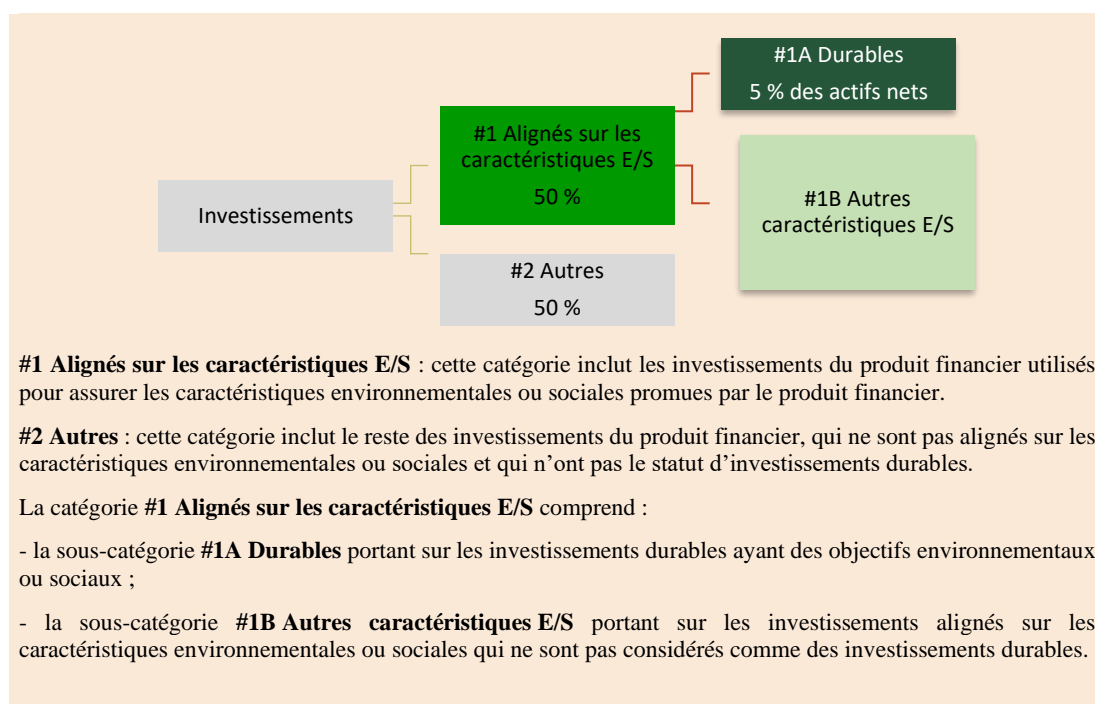 #1A Durables
5 % des actifs nets
#1 Alignés sur les
caractéristiques E/S
50 %
#1B Autres
caractéristiques E/S
Investissements
#2 Autres
50 %
#1 Alignés sur les caractéristiques E/S : cette catégorie inclut les investissements du produit financier utilisés
pour assurer les caractéristiques environnementales ou sociales promues par le produit financier.
#2 Autres : cette catégorie inclut le reste des investissements du produit financier, qui ne sont pas alignés sur les
caractéristiques environnementales ou sociales et qui n’ont pas le statut d’investissements durables.
La catégorie #1 Alignés sur les caractéristiques E/S comprend :
- la sous-catégorie #1A Durables portant sur les investissements durables ayant des objectifs environnementaux
ou sociaux ;
- la sous-catégorie #1B Autres caractéristiques E/S portant sur les investissements alignés sur les
caractéristiques environnementales ou sociales qui ne sont pas considérés comme des investissements durables.